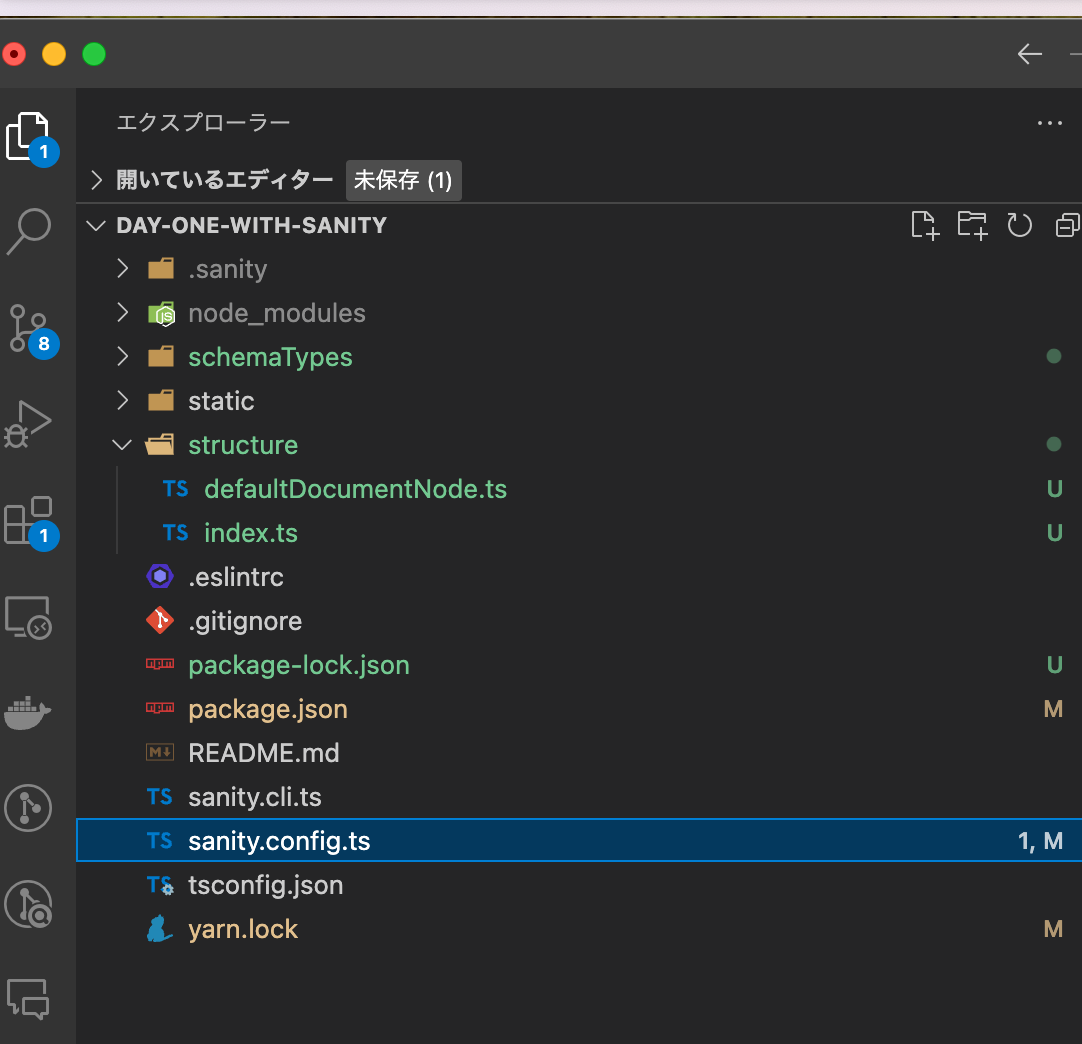 エクスプローラー
1
開いているエディター 未保存 (1)
DAY-ONE-WITH-SANITY
.sanity
node_modules
8
schemaTypes
static
structure
TS defaultDocumentNode.ts U
TS index.ts U
1
.eslintrc
.gitignore
package-lock.json U
package.json M
README.md
TS sanity.cli.ts
TS sanity.config.ts 1, M
TS tsconfig.json
yarn.lock M